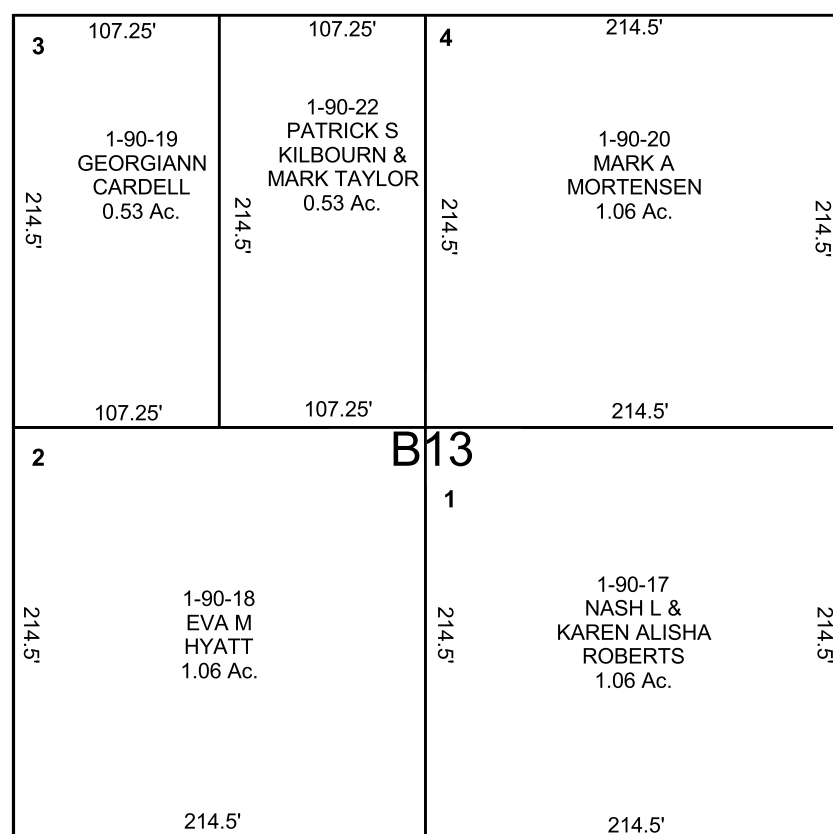 3
107.25'
1-90-19
GEORGIANN
CARDELL
0.53 Ac.
214.5'
107.25'
107.25'
1-90-22
PATRICK S
KILBOURN &
MARK TAYLOR
0.53 Ac.
214.5'
107.25'
4
214.5'
1-90-20
MARK A
MORTENSEN
1.06 Ac.
214.5'
214.5'
214.5'
B13
2
1-90-18
EVA M
HYATT
1.06 Ac.
214.5'
214.5'
1
1-90-17
NASH L &
KAREN ALISHA
ROBERTS
1.06 Ac.
214.5'
214.5'
214.5'